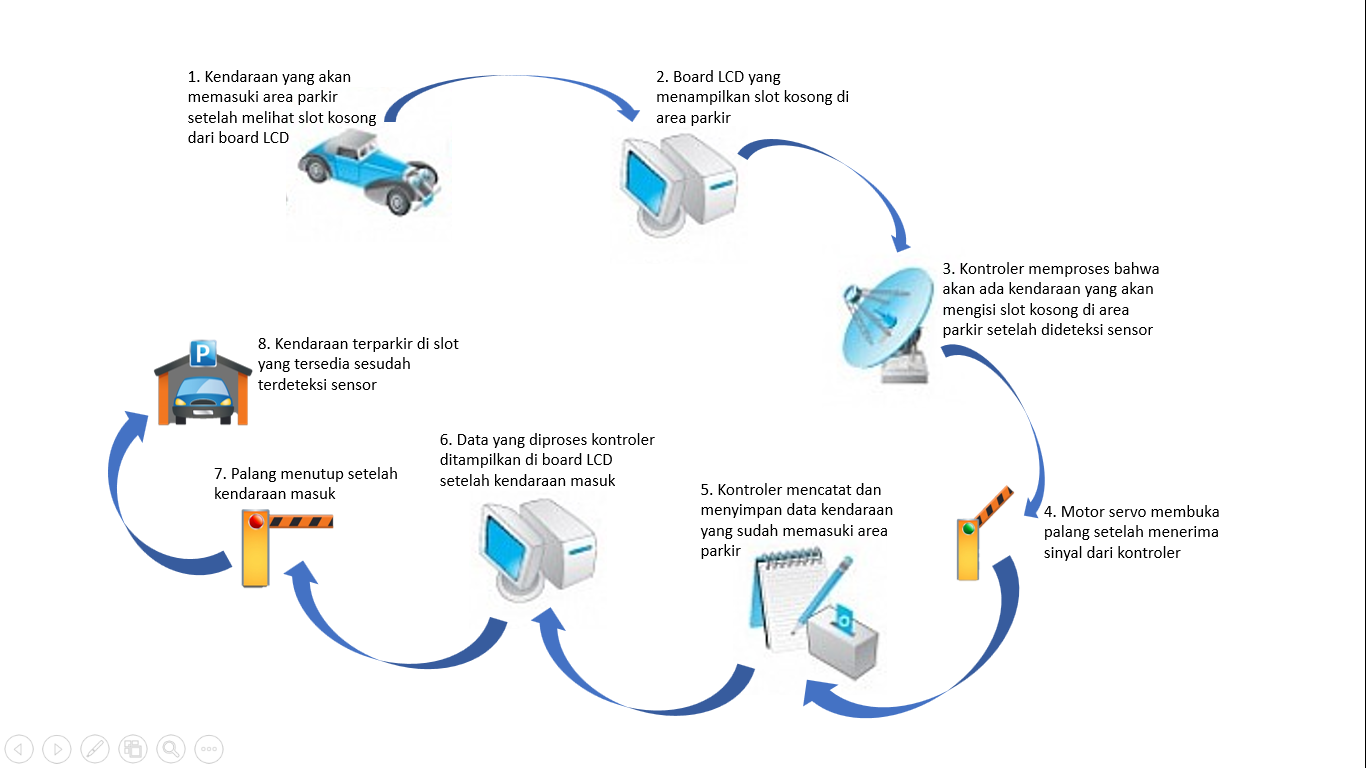 1. Kendaraan yang akan
memasuki area parkir
setelah melihat slot kosong
dari board LCD
2. Board LCD yang
menampilkan slot kosong di
area parkir
3. Kontroler memproses bahwa
akan ada kendaraan yang akan
mengisi slot kosong di area
parkir setelah dideteksi sensor
4. Motor servo membuka
palang setelah menerima
sinyal dari kontroler
5. Kontroler mencatat dan
menyimpan data kendaraan
yang sudah memasuki area
parkir
6. Data yang diproses kontroler
ditampilkan di board LCD
setelah kendaraan masuk
7. Palang menutup setelah
kendaraan masuk
P
8. Kendaraan terparkir di slot
yang tersedia sesudah
terdeteksi sensor